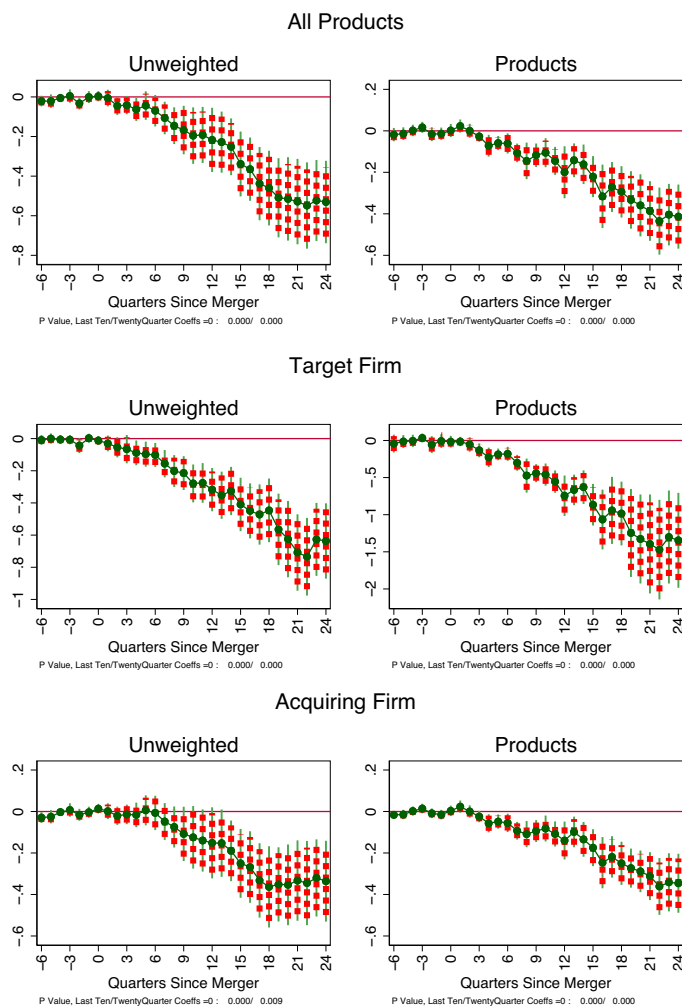 All Products
Unweighted Products
0 -.2 -.4 -.6 -.8
.2 0 -.2 -.4 -.6
-6 -3 0 3 6 9 12 15 18 21 24
-6 -3 0 3 6 9 12 15 18 21 24
Quarters Since Merger Quarters Since Merger
P Value, Last Ten/TwentyQuarter Coeffs =0 : 0.000/ 0.000 P Value, Last Ten/TwentyQuarter Coeffs =0 : 0.000/ 0.000
Target Firm
Unweighted Products
0 -.2 -.4 -.6 -.8 -1
0 -.5 -1 -1.5 -2
-6 -3 0 3 6 9 12 15 18 21 24
-6 -3 0 3 6 9 12 15 18 21 24
Quarters Since Merger Quarters Since Merger
P Value, Last Ten/TwentyQuarter Coeffs =0 : 0.000/ 0.000 P Value, Last Ten/TwentyQuarter Coeffs =0 : 0.000/ 0.000
Acquiring Firm
Unweighted Products
.2 0 -.2 -.4 -.6
.2 0 -.2 -.4 -.6
-6 -3 0 3 6 9 12 15 18 21 24
-6 -3 0 3 6 9 12 15 18 21 24
Quarters Since Merger Quarters Since Merger
P Value, Last Ten/TwentyQuarter Coeffs =0 : 0.000/ 0.009 P Value, Last Ten/TwentyQuarter Coeffs =0 : 0.000/ 0.000